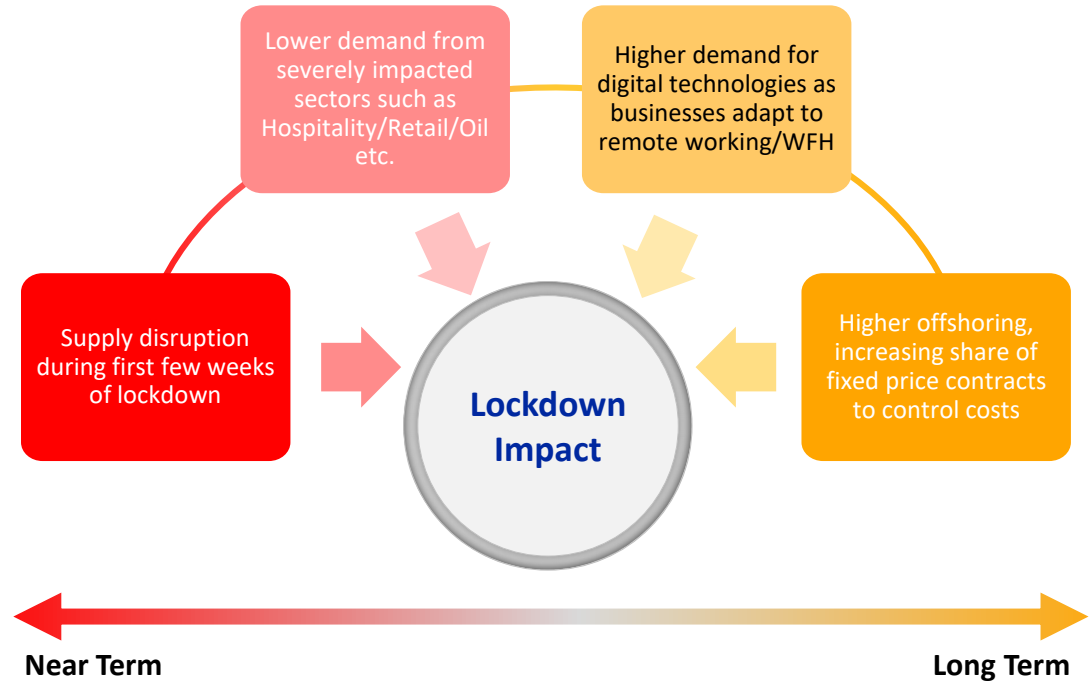 Lower demand from
severely impacted
sectors such as
Hospitality/Retail/Oil
etc.
Higher demand for
digital technologies as
businesses adapt to
remote working/WFH
Supply disruption
during first few weeks
of lockdown
Higher offshoring,
increasing share of
fixed price contracts
to control costs
Lockdown
Impact
Near Term
Long Term